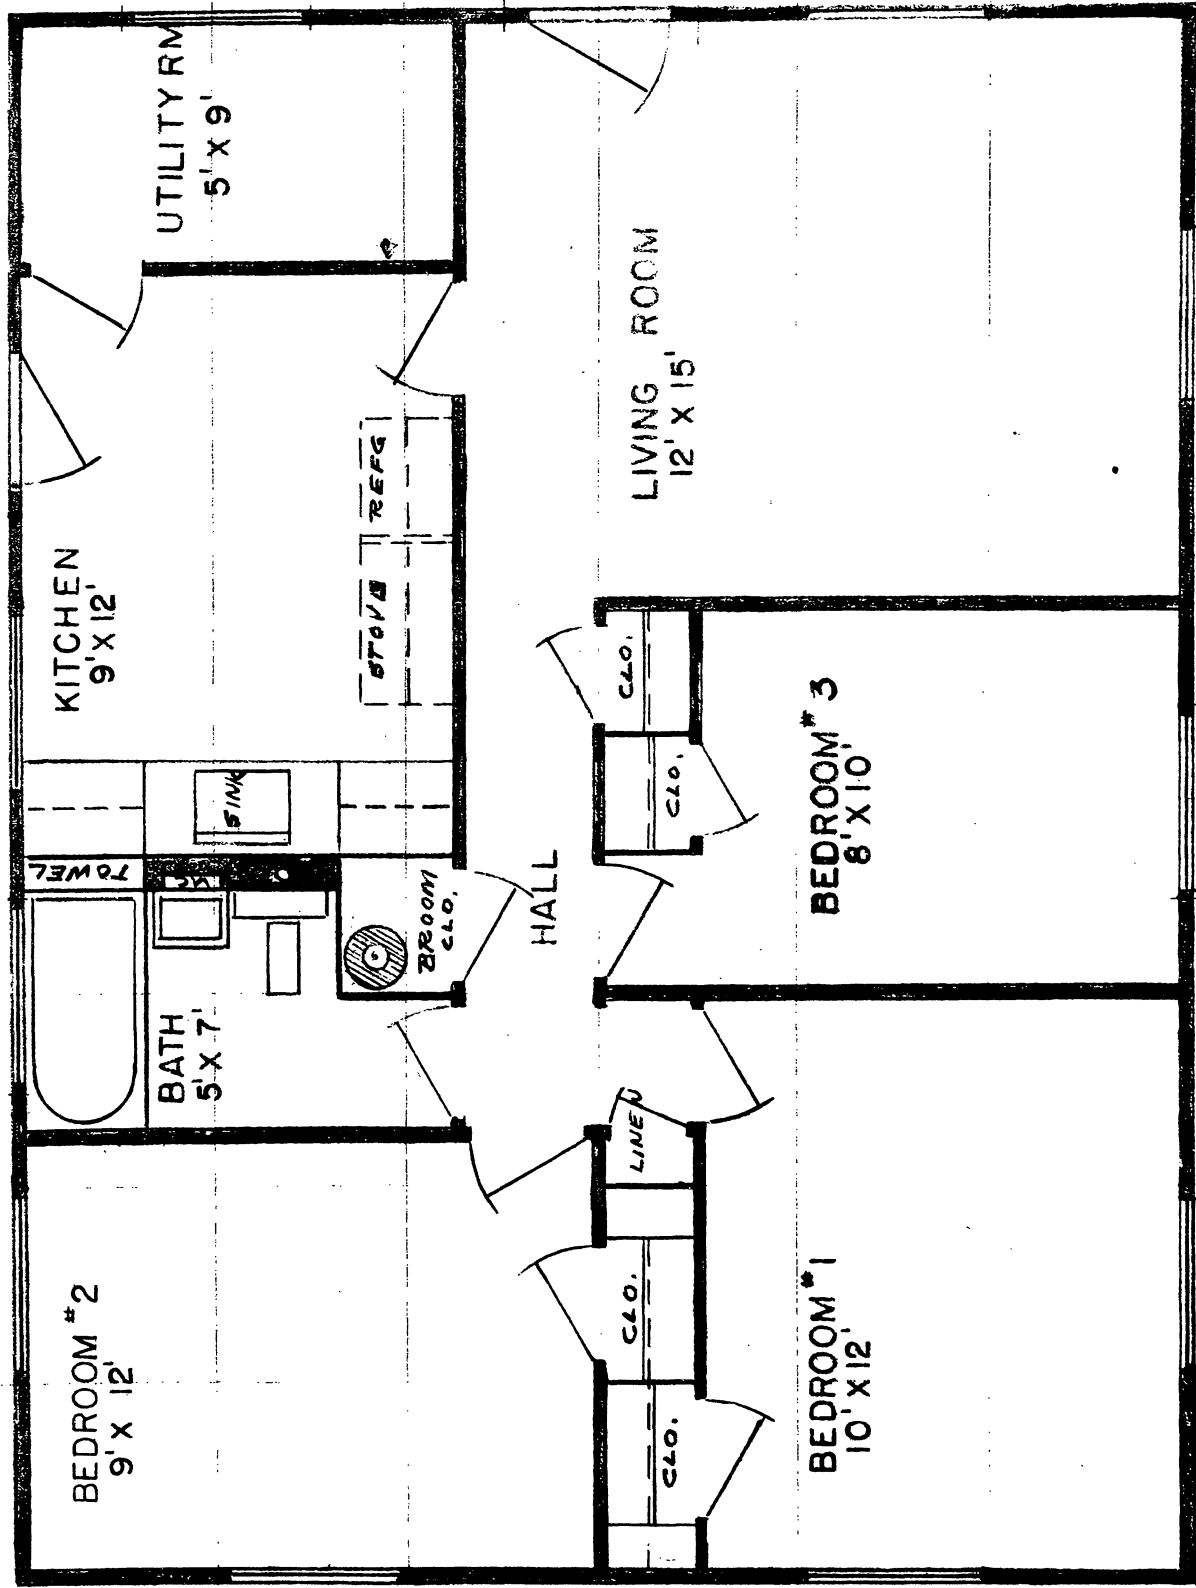 UTILITY RM
5' X 9'
KITCHEN
9' X 12'
REFG
STOVE
SINK
TOWEL
BROOM
CLO.
BATH
5' X 7'
HALL
LIVING ROOM
12' X 15'
CLO.
CLO.
BEDROOM #3
8' X 10'
LINEN
BEDROOM #2
9' X 12'
CLO.
CLO.
BEDROOM #1
10' X 12'